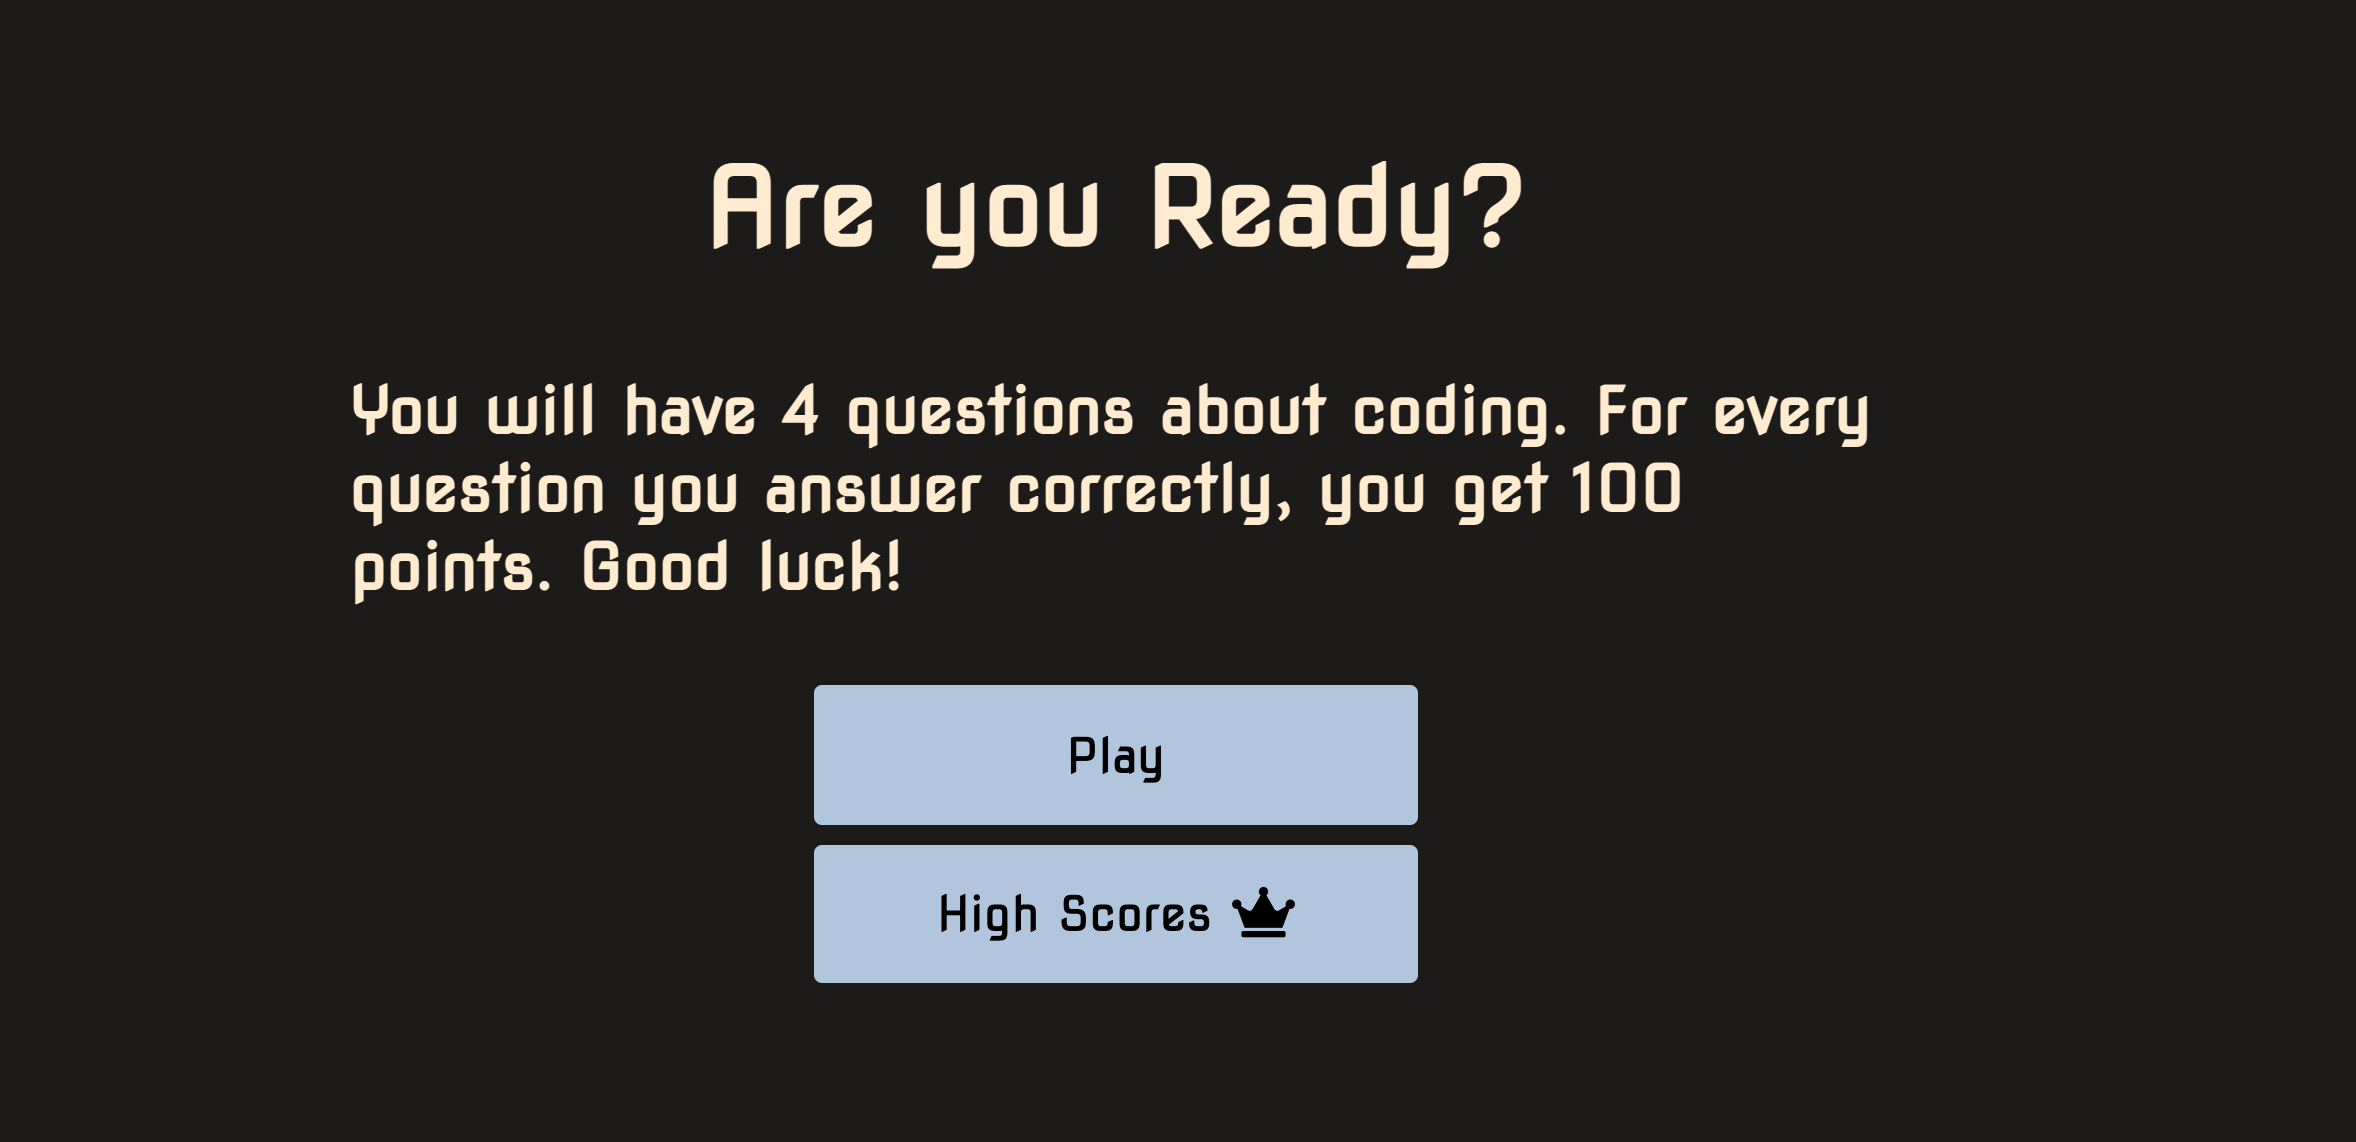 Are you Ready?
You will have 4 questions about coding. For every
question you answer correctly, you get 100
points. Good luck!
Play
High Scores